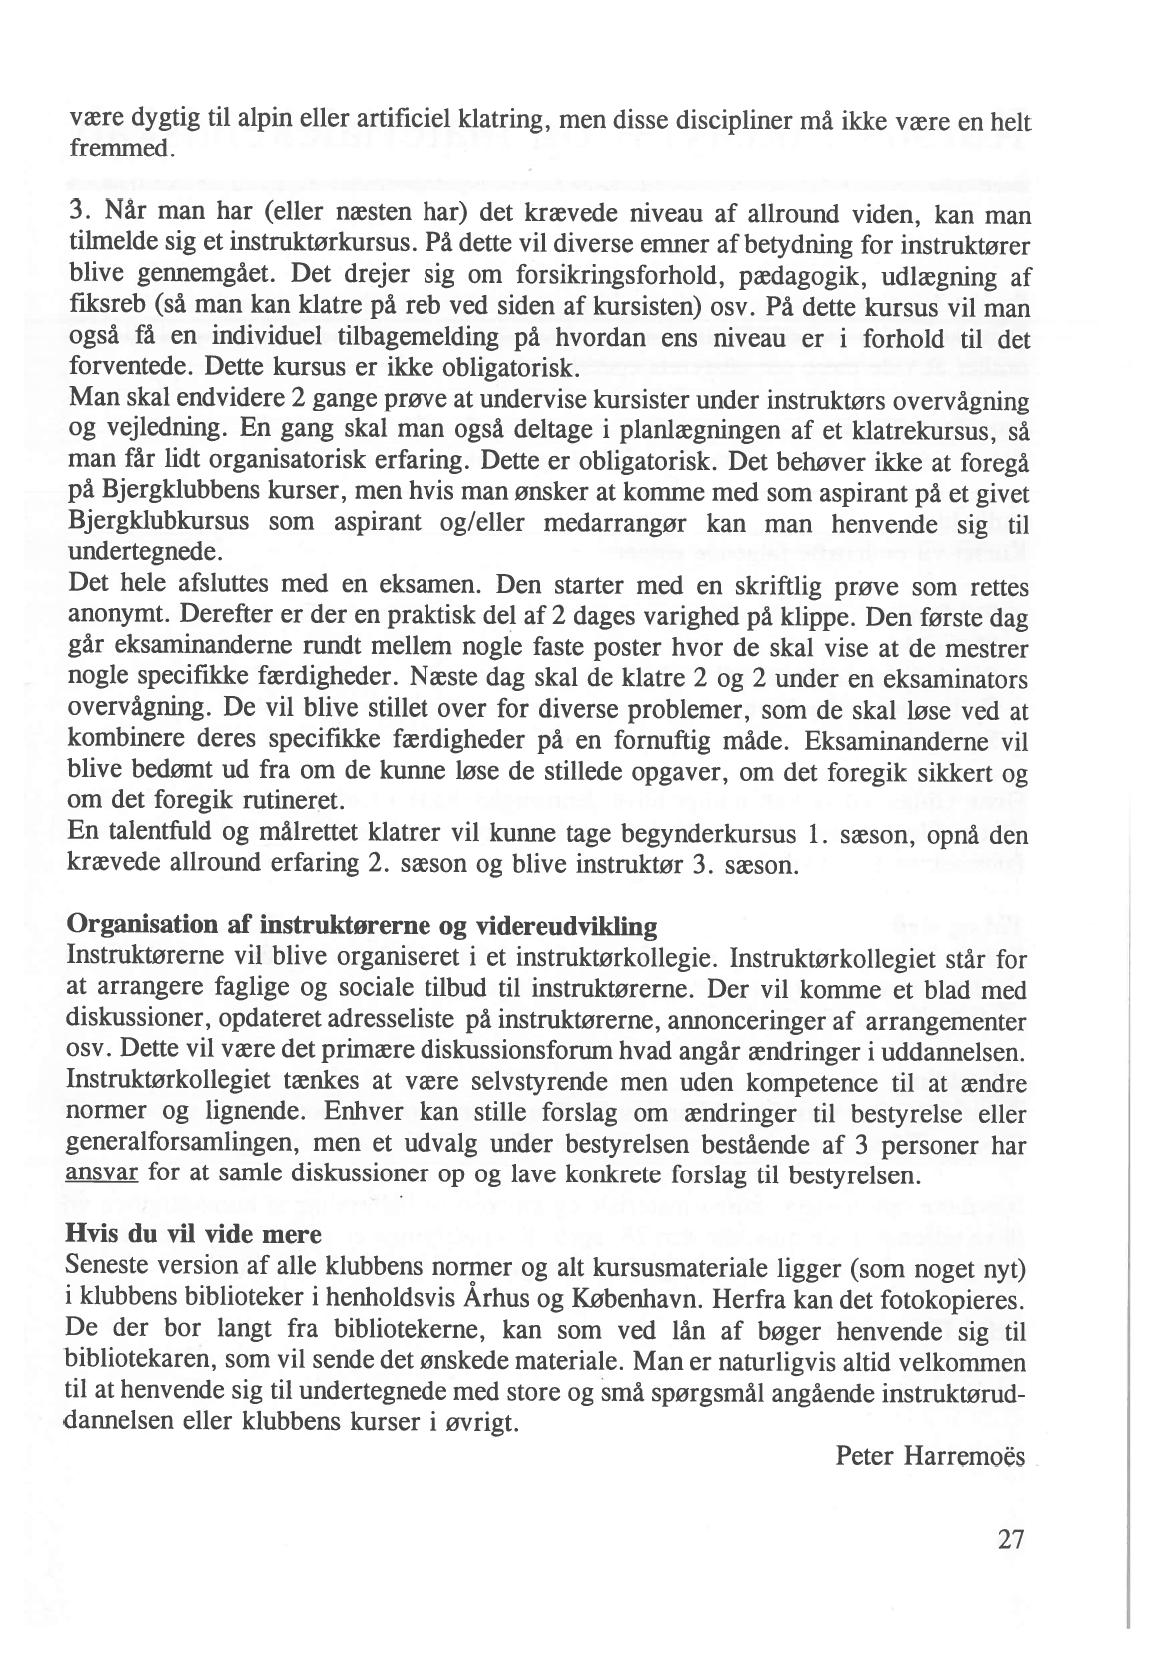 være dygtig til alpin eller artificiel klatring, men disse discipliner må ikke være en helt
fremmed.
3. Når man har (eller næsten har) det krævede niveau af allround viden, kan man
tilmelde sig et instruktørkursus. På dette vil diverse emner af betydning for instruktører
blive gennemgået. Det drejer sig om forsikringsforhold, pædagogik, udlægning af
fiksreb (så man kan klatre på reb ved siden af kursisten) osv. På dette kursus vil man
også få en individuel tilbagemelding på hvordan ens niveau er i forhold til det
forventede. Dette kursus er ikke obligatorisk.
Man skal endvidere 2 gange prøve at undervise kursister under instruktørs overvågning
og vejledning. En gang skal man også deltage i planlægningen af et klatrekursus, så
man får lidt organisatorisk erfaring. Dette er obligatorisk. Det behøver ikke at foregå
på Bjergklubbens kurser, men hvis man ønsker at komme med som aspirant på et givet
Bjergklubkursus som aspirant og/eller medarrangør kan man henvende sig til
undertegnede.
Det hele afsluttes med en eksamen. Den starter med en skriftlig prøve som rettes
anonymt. Derefter er der en praktisk del af 2 dages varighed på klippe. Den første dag
går eksaminanderne rundt mellem nogle faste poster hvor de skal vise at de mestrer
nogle specifikke færdigheder. Næste dag skal de klatre 2 og 2 under en eksaminators
overvågning. De vil blive stillet over for diverse problemer, som de skal løse ved at
kombinere deres specifikke færdigheder på en fornuftig måde. Eksaminanderne vil
blive bedømt ud fra om de kunne løse de stillede opgaver, om det foregik sikkert og
om det foregik rutineret.
En talentfuld og målrettet klatrer vil kunne tage begynderkursus 1. sæson, opnå den
krævede allround erfaring 2. sæson og blive instruktør 3. sæson.
Organisation af instruktørerne og videreudvikling
Instruktørerne vil blive organiseret i et instruktørkollegie. Instruktørkollegiet står for
at arrangere faglige og sociale tilbud til instruktørerne. Der vil komme et blad med
diskussioner, opdateret adresseliste på instruktørerne, annonceringer af arrangementer
osv. Dette vil være det primære diskussionsforum hvad angår ændringer i uddannelsen.
Instruktørkollegiet tænkes at være selvstyrende men uden kompetence til at ændre
normer og lignende. Enhver kan stille forslag om ændringer til bestyrelse eller
generalforsamlingen, men et udvalg under bestyrelsen bestående af 3 personer har
ansvar for at samle diskussioner op og lave konkrete forslag til bestyrelsen.
Hvis du vil vide mere
Seneste version af alle klubbens normer og alt kursusmateriale ligger (som noget nyt)
i klubbens biblioteker i henholdsvis Århus og København. Herfra kan det fotokopieres.
De der bor langt fra bibliotekerne, kan som ved lån af bøger henvende sig til
bibliotekaren, som vil sende det ønskede materiale. Man er naturligvis altid velkommen
til at henvende sig til undertegnede med store og små spørgsmål angående instruktørud-
dannelsen eller klubbens kurser i øvrigt.
Peter Harremoës
27